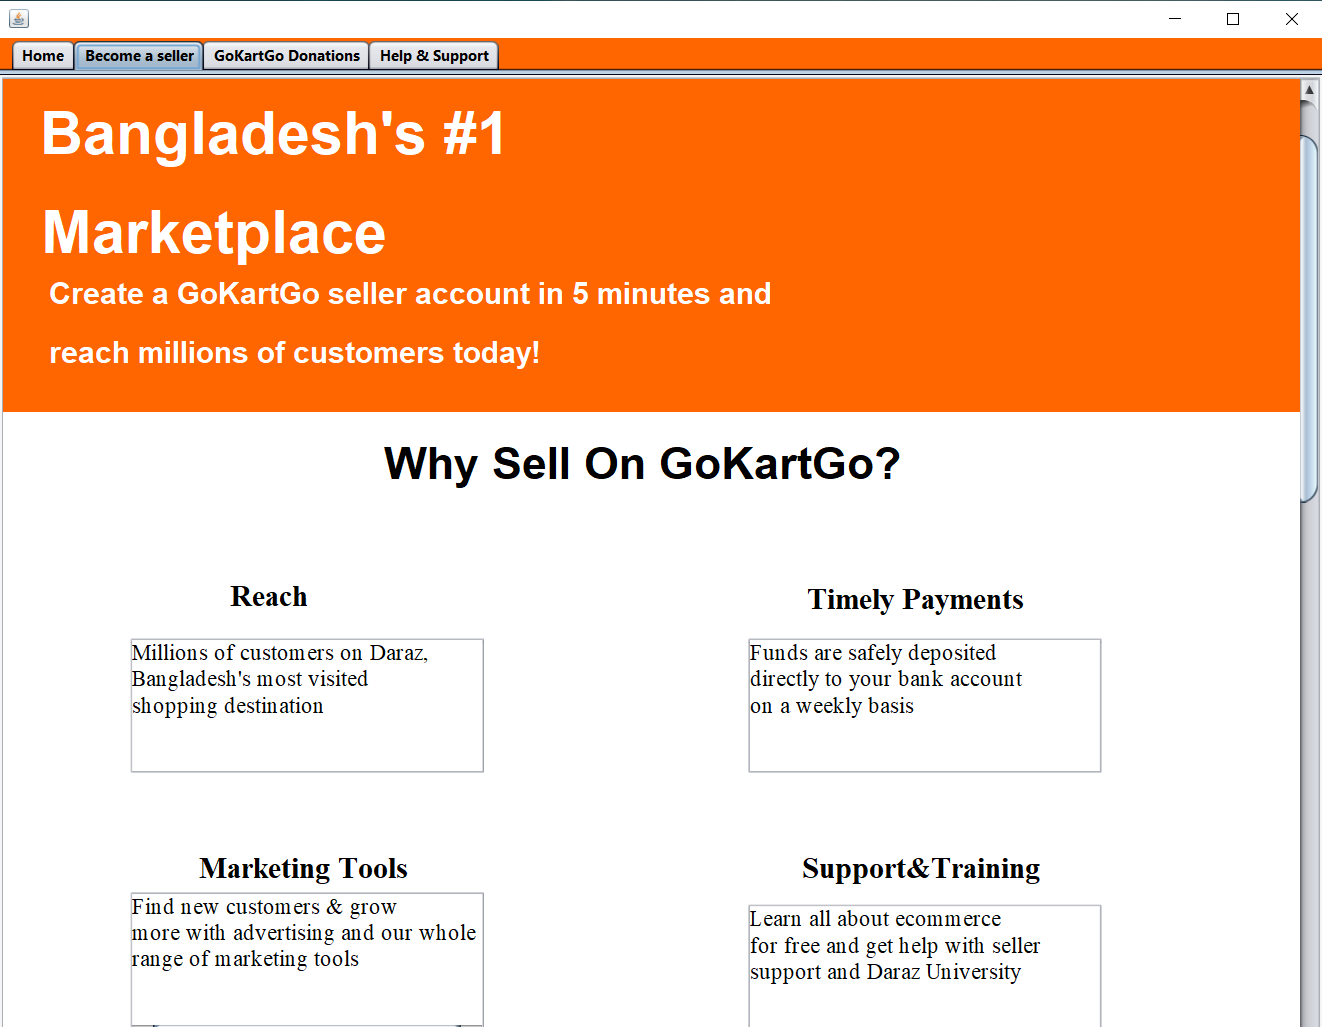 Home
Become a seller
GoKartGo Donations
Help & Support
Bangladesh's #1
Marketplace
Create a GoKartGo seller account in 5 minutes and
reach millions of customers today!
Why Sell On GoKartGo?
Reach
Millions of customers on Daraz,
Bangladesh's most visited
shopping destination
Timely Payments
Funds are safely deposited
directly to your bank account
on a weekly basis
Marketing Tools
Find new customers & grow
more with advertising and our whole
range of marketing tools
Support&Training
Learn all about ecommerce
for free and get help with seller
support and Daraz University